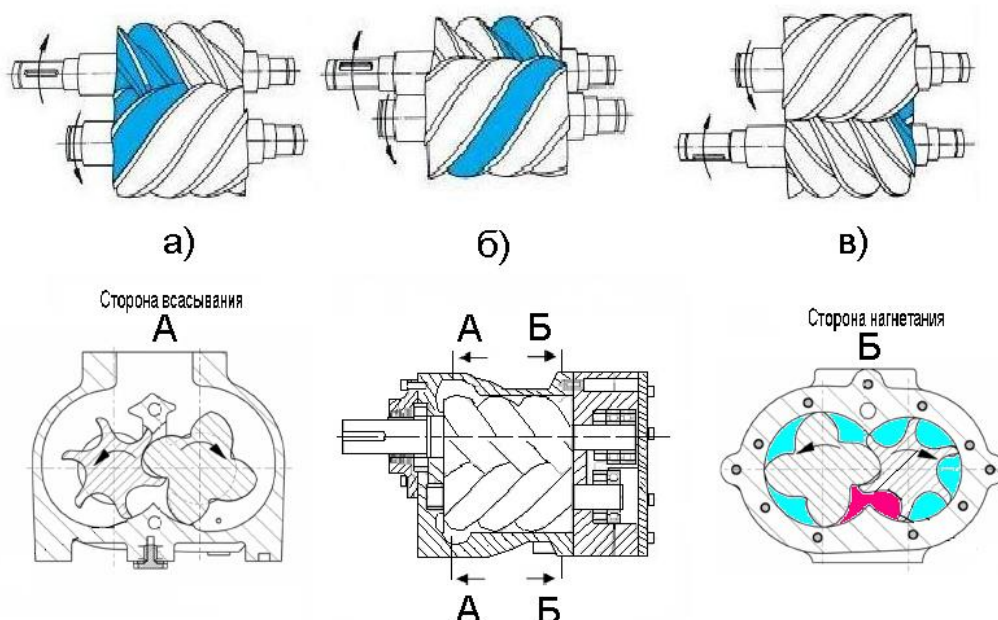 а)
б)
в)
Сторона всасывания
А
А
Б
Сторона нагнетания
Б
А
Б